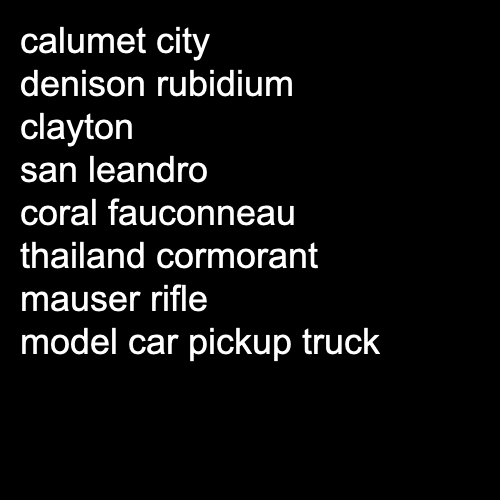 calumet city
denison rubidium
clayton
san leandro
coral fauconneau
thailand cormorant
mauser rifle
model car pickup truck